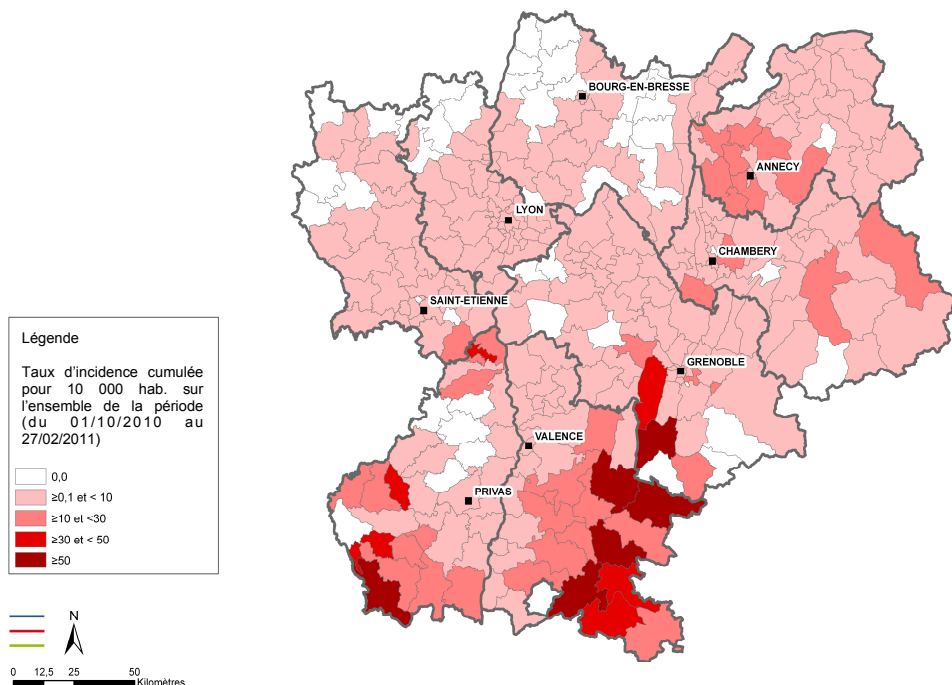 BOURG-EN-BRESSE
ANNECY
LYON
CHAMBERY
SAINT-ETIENNE
GRENOBLE
VALENCE
PRIVAS
Légende
Taux d'incidence cumulée
pour 10 000 hab. sur
l'ensemble de la période
(du 01/10/2010 au
27/02/2011)
0,0
≥0,1 et < 10
≥10 et <30
≥30 et < 50
≥50
N
0 12,5 25 50
Kilomètres